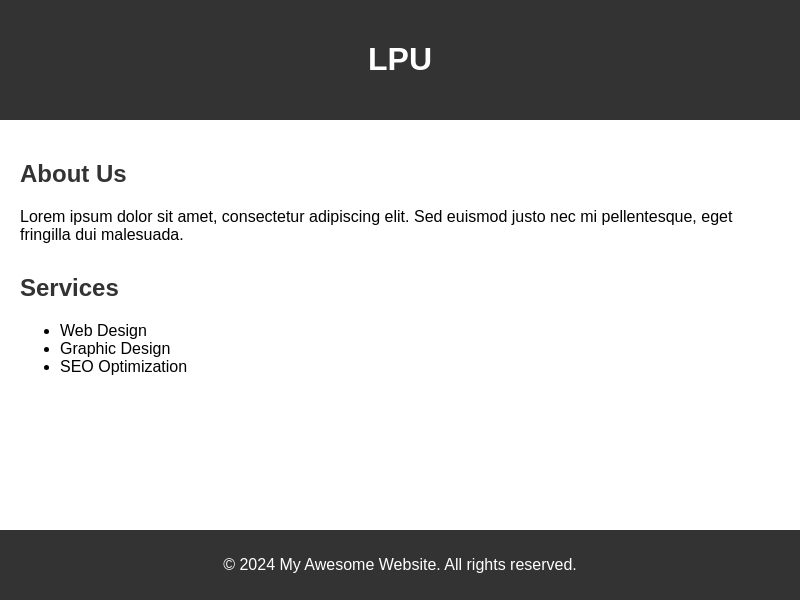 LPU
About Us
Lorem ipsum dolor sit amet, consectetur adipiscing elit. Sed euismod justo nec mi pellentesque, eget
fringilla dui malesuada.
Services
Web Design
Graphic Design
SEO Optimization
© 2024 My Awesome Website. All rights reserved.